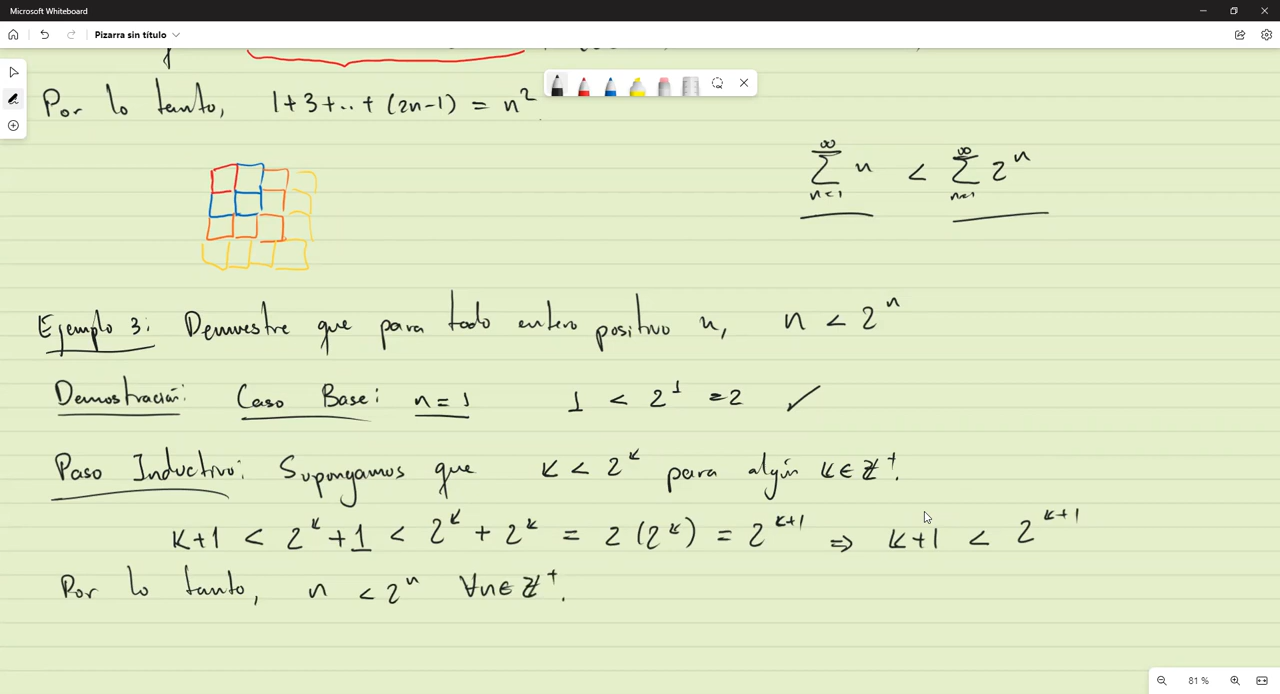 Microsoft Whiteboard
Pizarra sin título
Por lo tanto, 1+3+..+(2n-1) = n²
∞ ∞
∑ n < ∑ 2ⁿ
n=1 n=1
Ejemplo 3: Demuestre que para todo entero positivo n, n < 2ⁿ
Demostración: Caso Base: n=1 1 < 2¹ =2 ✓
Paso Inductivo: Supongamos que k < 2ᵏ para algún k∈ℤ⁺.
k+1 < 2ᵏ+1 < 2ᵏ + 2ᵏ = 2(2ᵏ) = 2ᵏ⁺¹ ⇒ k+1 < 2ᵏ⁺¹
Por lo tanto, n < 2ⁿ ∀n∈ℤ⁺.
81 %